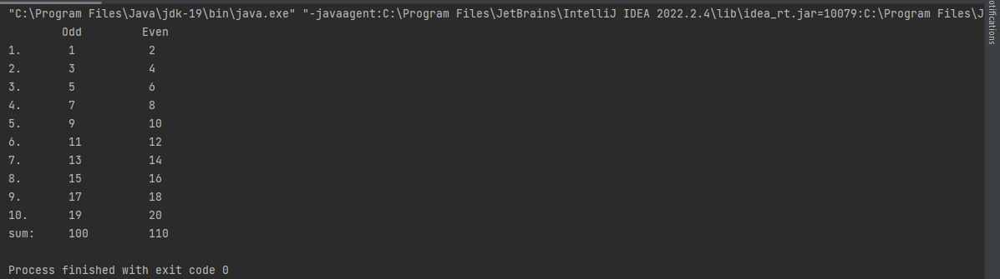 "C:\Program Files\Java\jdk-19\bin\java.exe" "-javaagent:C:\Program Files\JetBrains\IntelliJ IDEA 2022.2.4\lib\idea_rt.jar=10079:C:\Program Files\J
Odd Even
1. 1 2
2. 3 4
3. 5 6
4. 7 8
5. 9 10
6. 11 12
7. 13 14
8. 15 16
9. 17 18
10. 19 20
sum: 100 110
Process finished with exit code 0
otifications